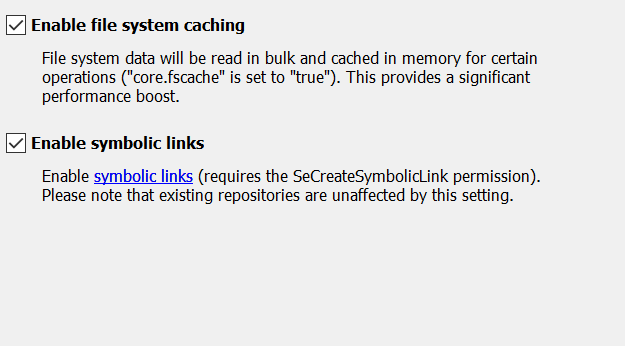 Enable file system caching
File system data will be read in bulk and cached in memory for certain
operations ("core.fscache" is set to "true"). This provides a significant
performance boost.
Enable symbolic links
Enable symbolic links (requires the SeCreateSymbolicLink permission).
Please note that existing repositories are unaffected by this setting.